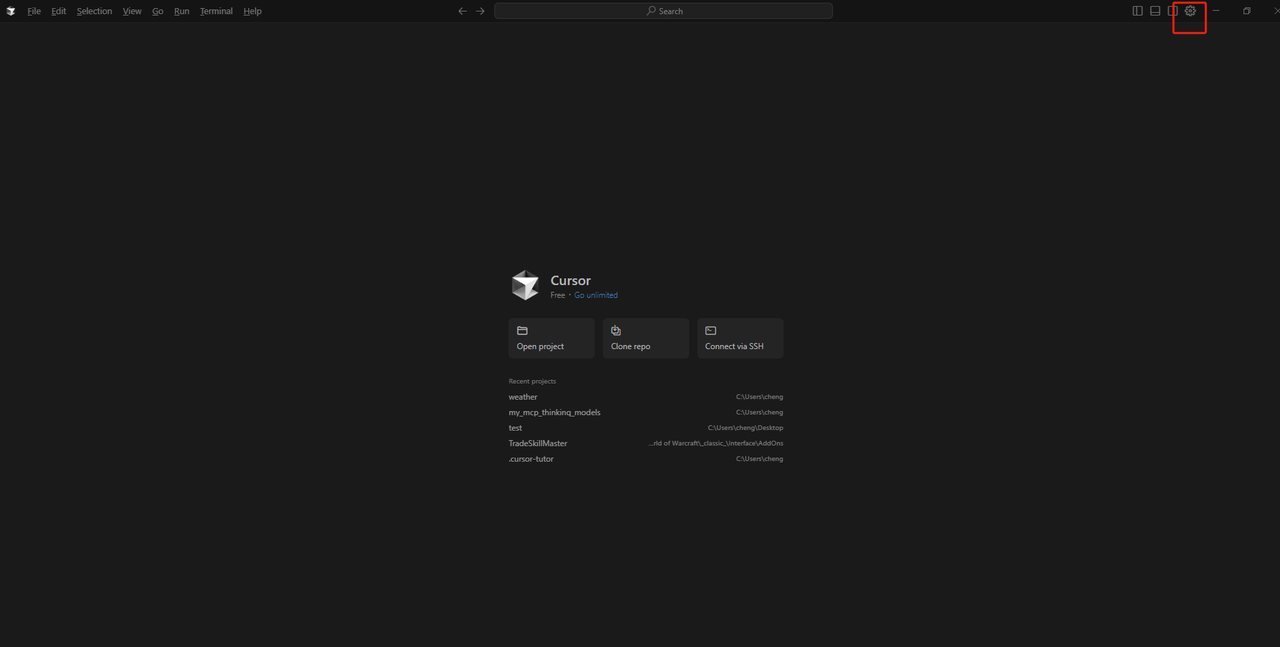 File Edit Selection View Go Run Terminal Help Search
Cursor
Free · Go unlimited
Open project Clone repo Connect via SSH
Recent projects
weather C:\Users\cheng
my_mcp_thinking_models C:\Users\cheng
test C:\Users\cheng\Desktop
TradeSkillMaster ...rld of Warcraft\_classic_\Interface\AddOns
.cursor-tutor C:\Users\cheng